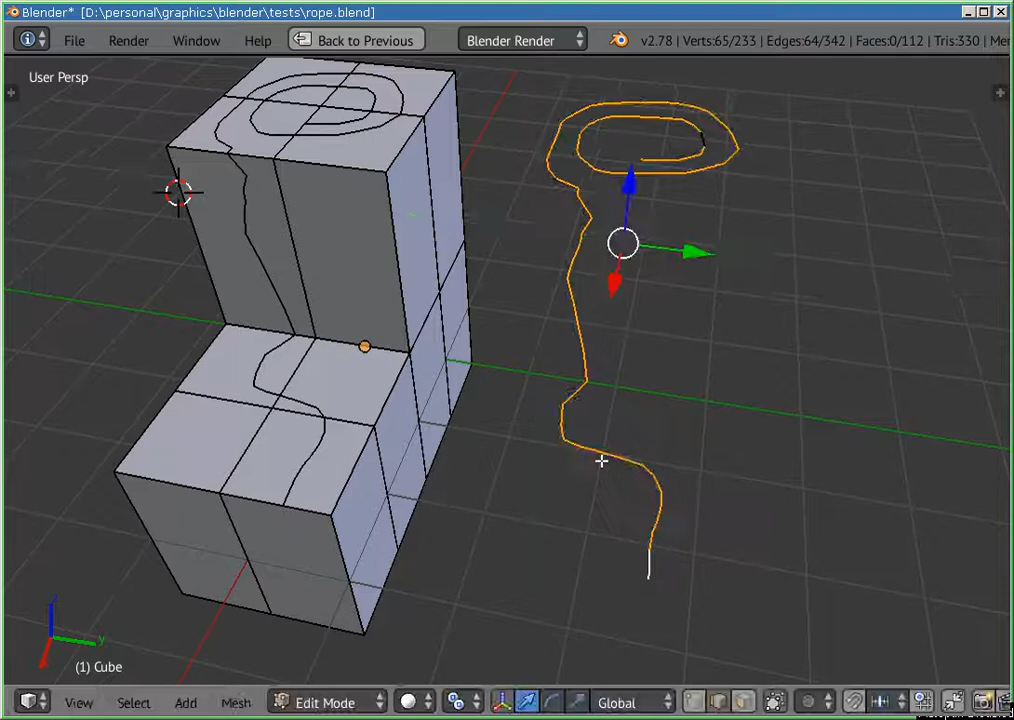 Blender* [D:\personal\graphics\blender\tests\rope.blend]
File Render Window Help Back to Previous Blender Render v2.78 | Verts:65/233 | Edges:64/342 | Faces:0/112 | Tris:330 |
User Persp
z
y
(1) Cube
View Select Add Mesh Edit Mode Global